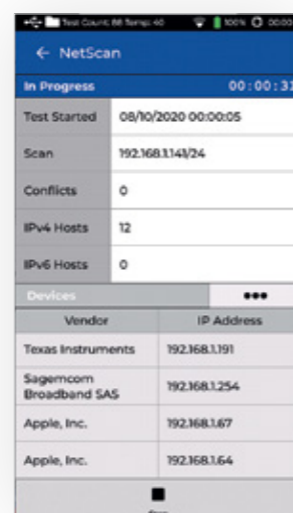 Test Count: 88 Temp: 40 100% 00:00
NetScan
In Progress 00:00:31
Test Started 08/10/2020 00:00:05
Scan 192.168.1.141/24
Conflicts 0
IPv4 Hosts 12
IPv6 Hosts 0
Devices
Vendor IP Address
Texas Instruments 192.168.1.191
Sagemcom
Broadband SAS 192.168.1.254
Apple, Inc. 192.168.1.67
Apple, Inc. 192.168.1.64